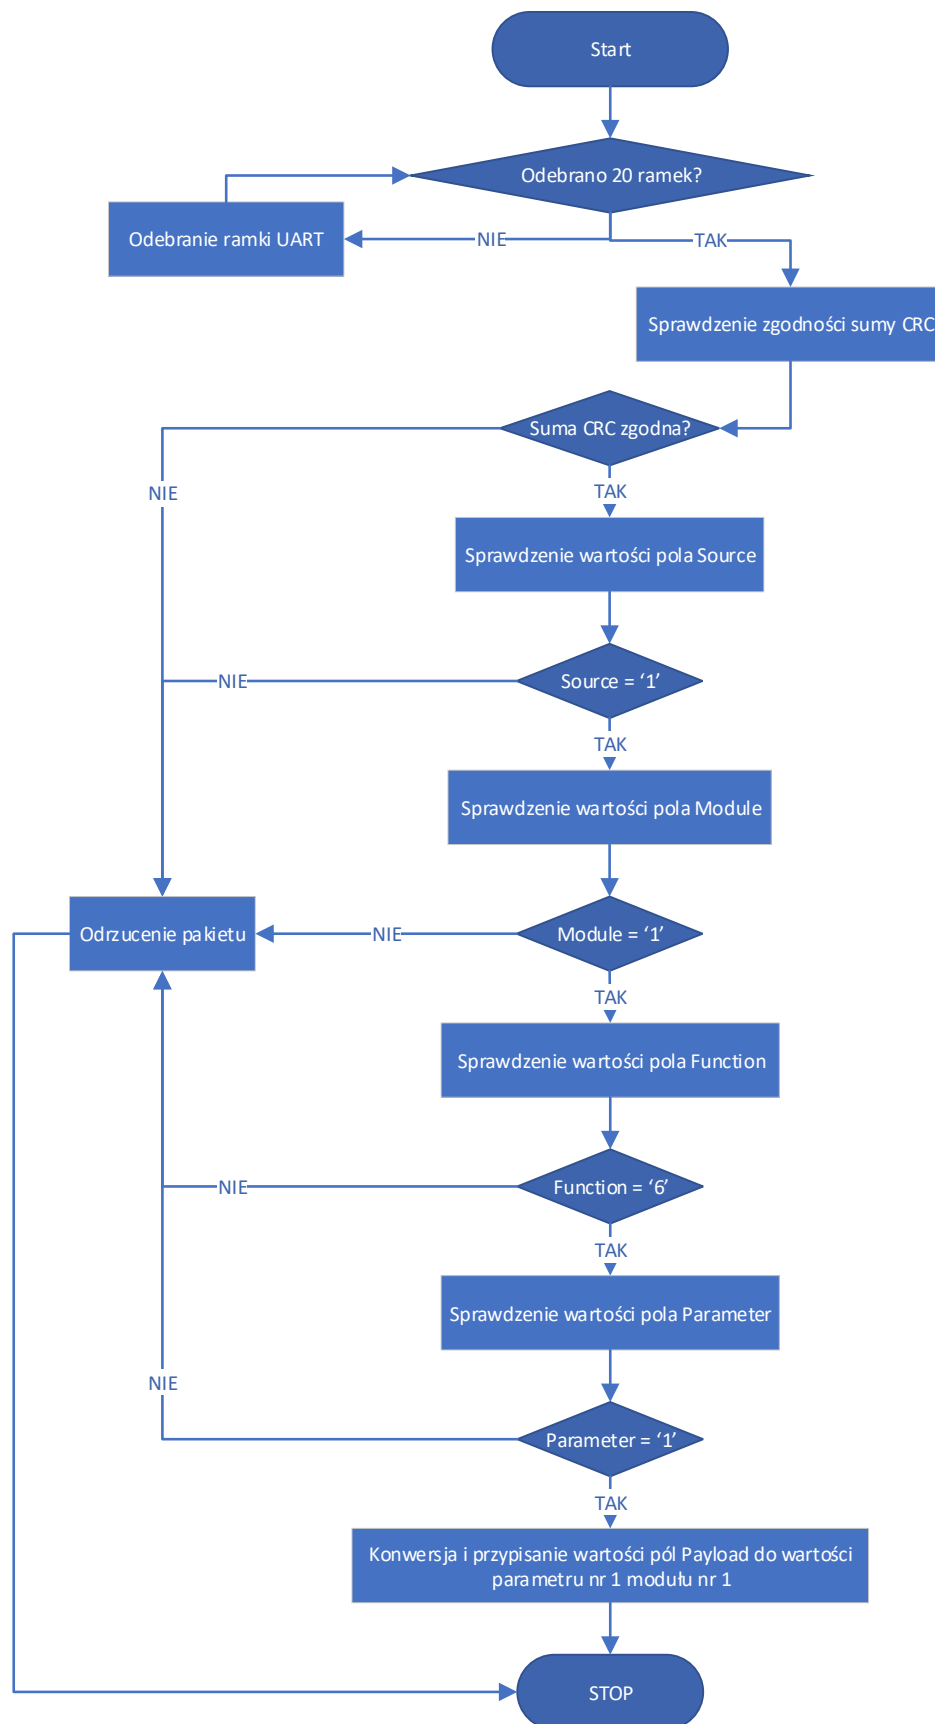 Start
Odebrano 20 ramek?
Odebranie ramki UART
NIE
TAK
Sprawdzenie zgodności sumy CRC
Suma CRC zgodna?
NIE
TAK
Sprawdzenie wartości pola Source
Source = ‘1’
NIE
TAK
Sprawdzenie wartości pola Module
Module = ‘1’
NIE
Odrzucenie pakietu
TAK
Sprawdzenie wartości pola Function
Function = ‘6’
NIE
TAK
Sprawdzenie wartości pola Parameter
NIE
Parameter = ‘1’
TAK
Konwersja i przypisanie wartości pól Payload do wartości
parametru nr 1 modułu nr 1
STOP